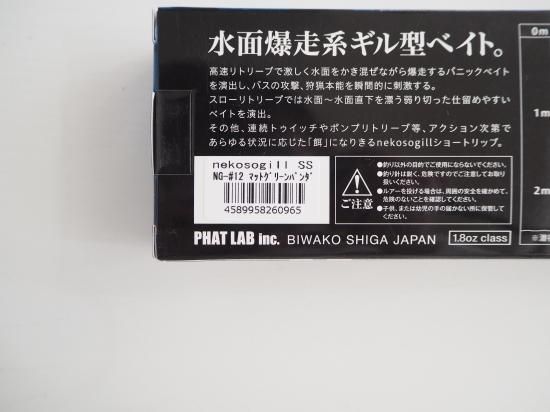 水面爆走系ギル型ベイト。
高速リトリーブで激しく水面をかき混ぜながら爆走するパニックベイト
を演出し、バスの攻撃、狩猟本能を瞬間的に刺激する。
スローリトリーブでは水面〜水面直下を漂う弱り切った仕留めやすい
ベイトを演出。
その他、連続トゥイッチやポンプリトリーブ等、アクション次第で
あらゆる状況に応じた「餌」になりきるnekosogillショートリップ。
nekosogill SS
NG-#12 マットグリーンパンダ
4589958260965
ご注意
●釣り以外の目的でご使用にならないでください。
●釣り針は鋭く、危険ですのでご注意してお取り
扱いください。
●ルアーを投げる場合は、周囲の安全を確かめて、
危険のないことを確認してください。
●子供、または幼児の手の届かない所に保管して
ください。
PHAT LAB inc. BIWAKO SHIGA JAPAN
1.8oz class
0m
1m
2m